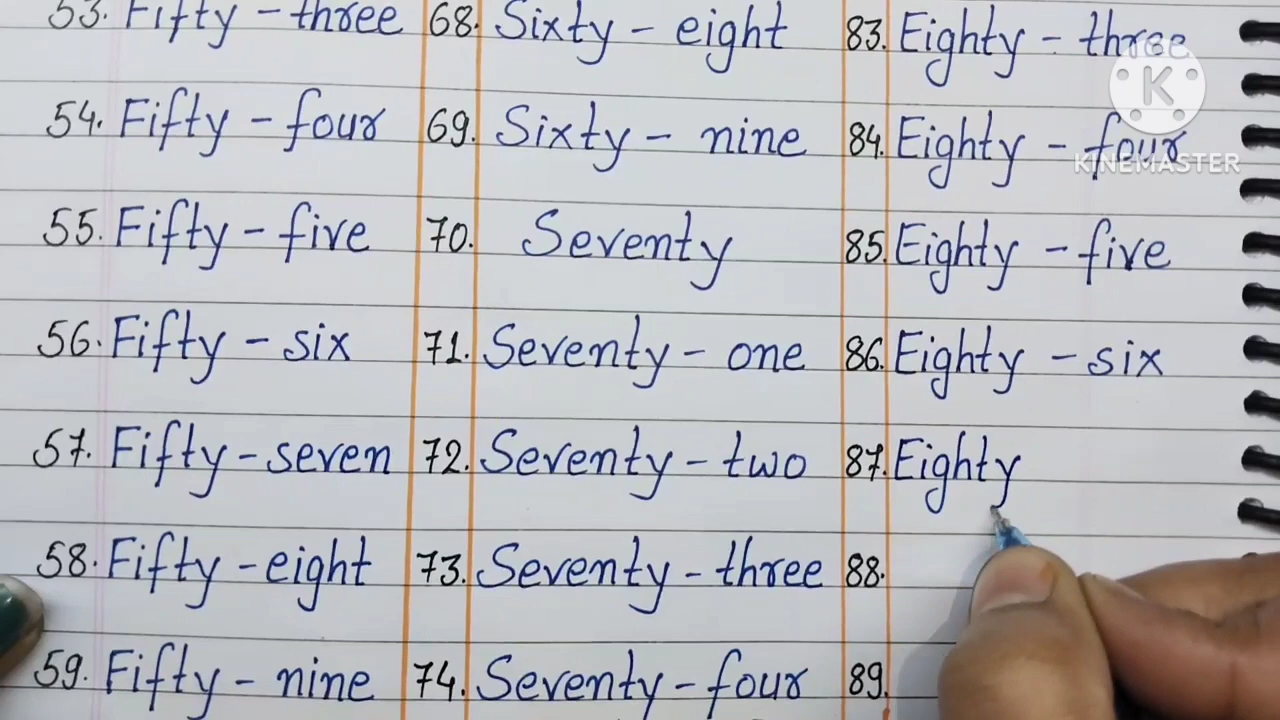 53. Fifty - three 68. Sixty - eight 83. Eighty - three
54. Fifty - four 69. Sixty - nine 84. Eighty - four
55. Fifty - five 70. Seventy 85. Eighty - five
56. Fifty - six 71. Seventy - one 86. Eighty - six
57. Fifty - seven 72. Seventy - two 87. Eighty
58. Fifty - eight 73. Seventy - three 88.
59. Fifty - nine 74. Seventy - four 89.
K
KINEMASTER